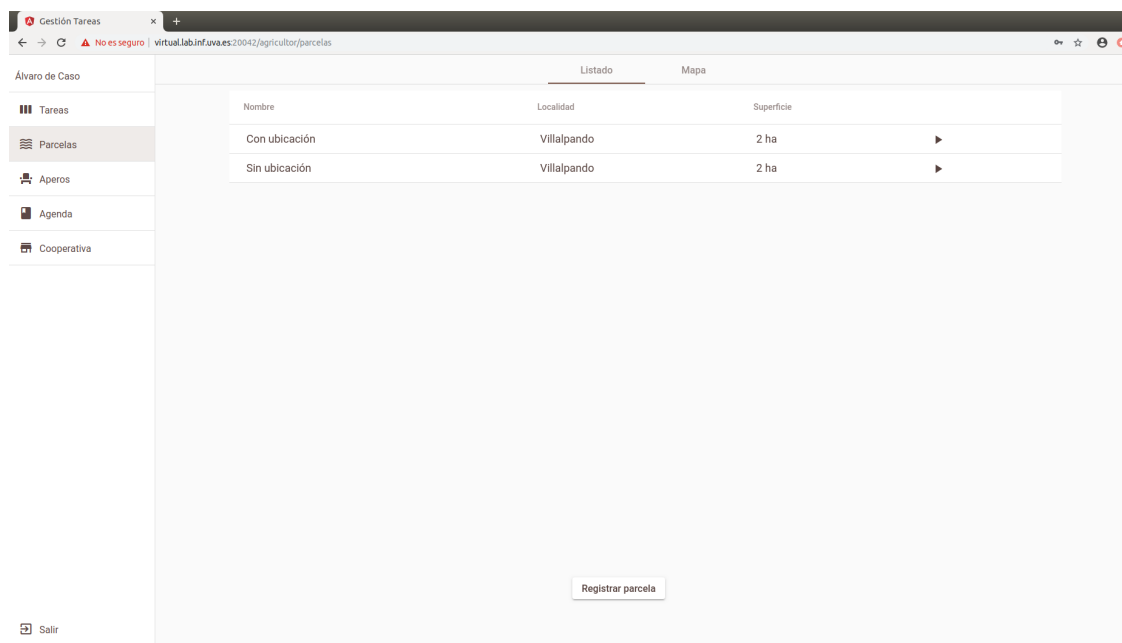 Gestión Tareas
No es seguro | virtual.lab.inf.uva.es:20042/agricultor/parcelas
Álvaro de Caso
Tareas
Parcelas
Aperos
Agenda
Cooperativa
Salir
Listado Mapa
Nombre Localidad Superficie
Con ubicación Villalpando 2 ha
Sin ubicación Villalpando 2 ha
Registrar parcela